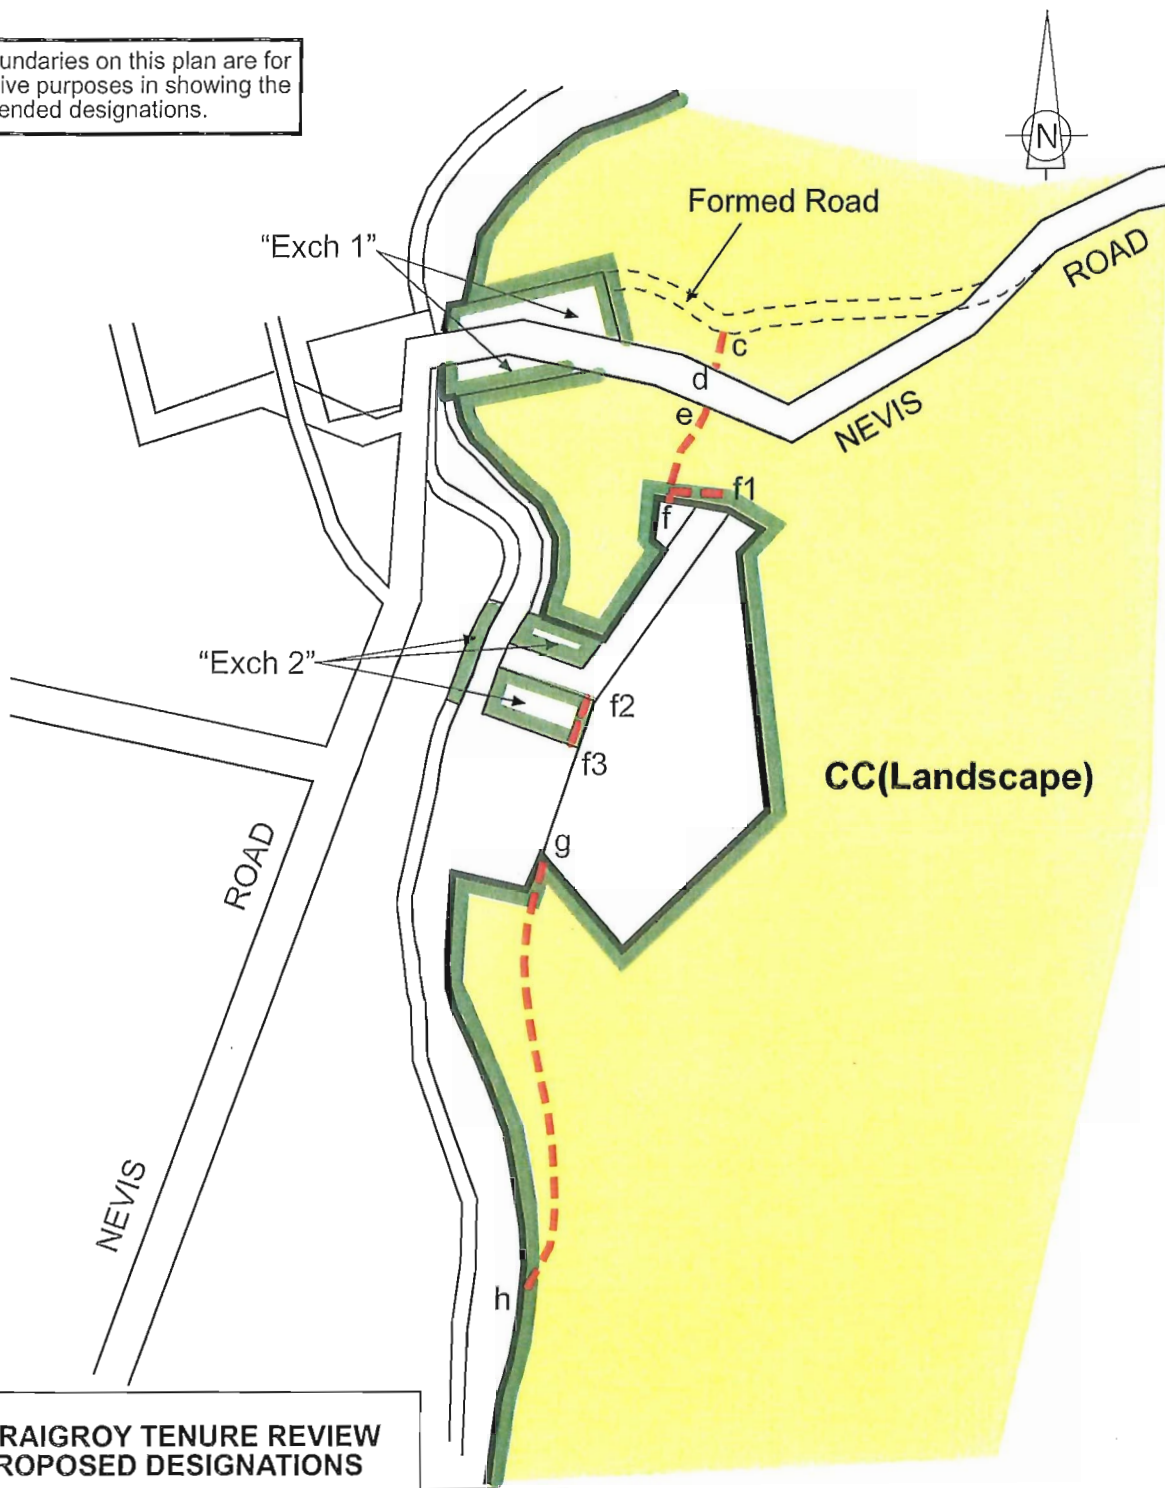 undaries on this plan are for
ive purposes in showing the
ended designations.
N
Formed Road
"Exch 1"
ROAD
c
d
e
NEVIS
f1
f
"Exch 2"
f2
f3
CC(Landscape)
ROAD
g
NEVIS
h
RAIGROY TENURE REVIEW
ROPOSED DESIGNATIONS